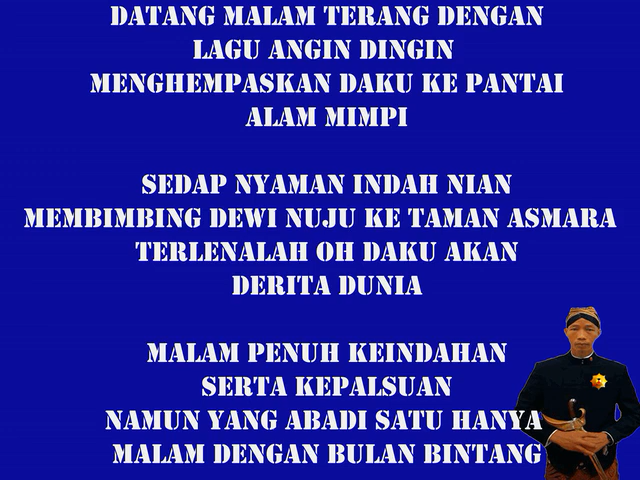 DATANG MALAM TERANG DENGAN
LAGU ANGIN DINGIN
MENGHEMPASKAN DAKU KE PANTAI
ALAM MIMPI
SEDAP NYAMAN INDAH NIAN
MEMBIMBING DEWI NUJU KE TAMAN ASMARA
TERLENALAH OH DAKU AKAN
DERITA DUNIA
MALAM PENUH KEINDAHAN
SERTA KEPALSUAN
NAMUN YANG ABADI SATU HANYA
MALAM DENGAN BULAN BINTANG